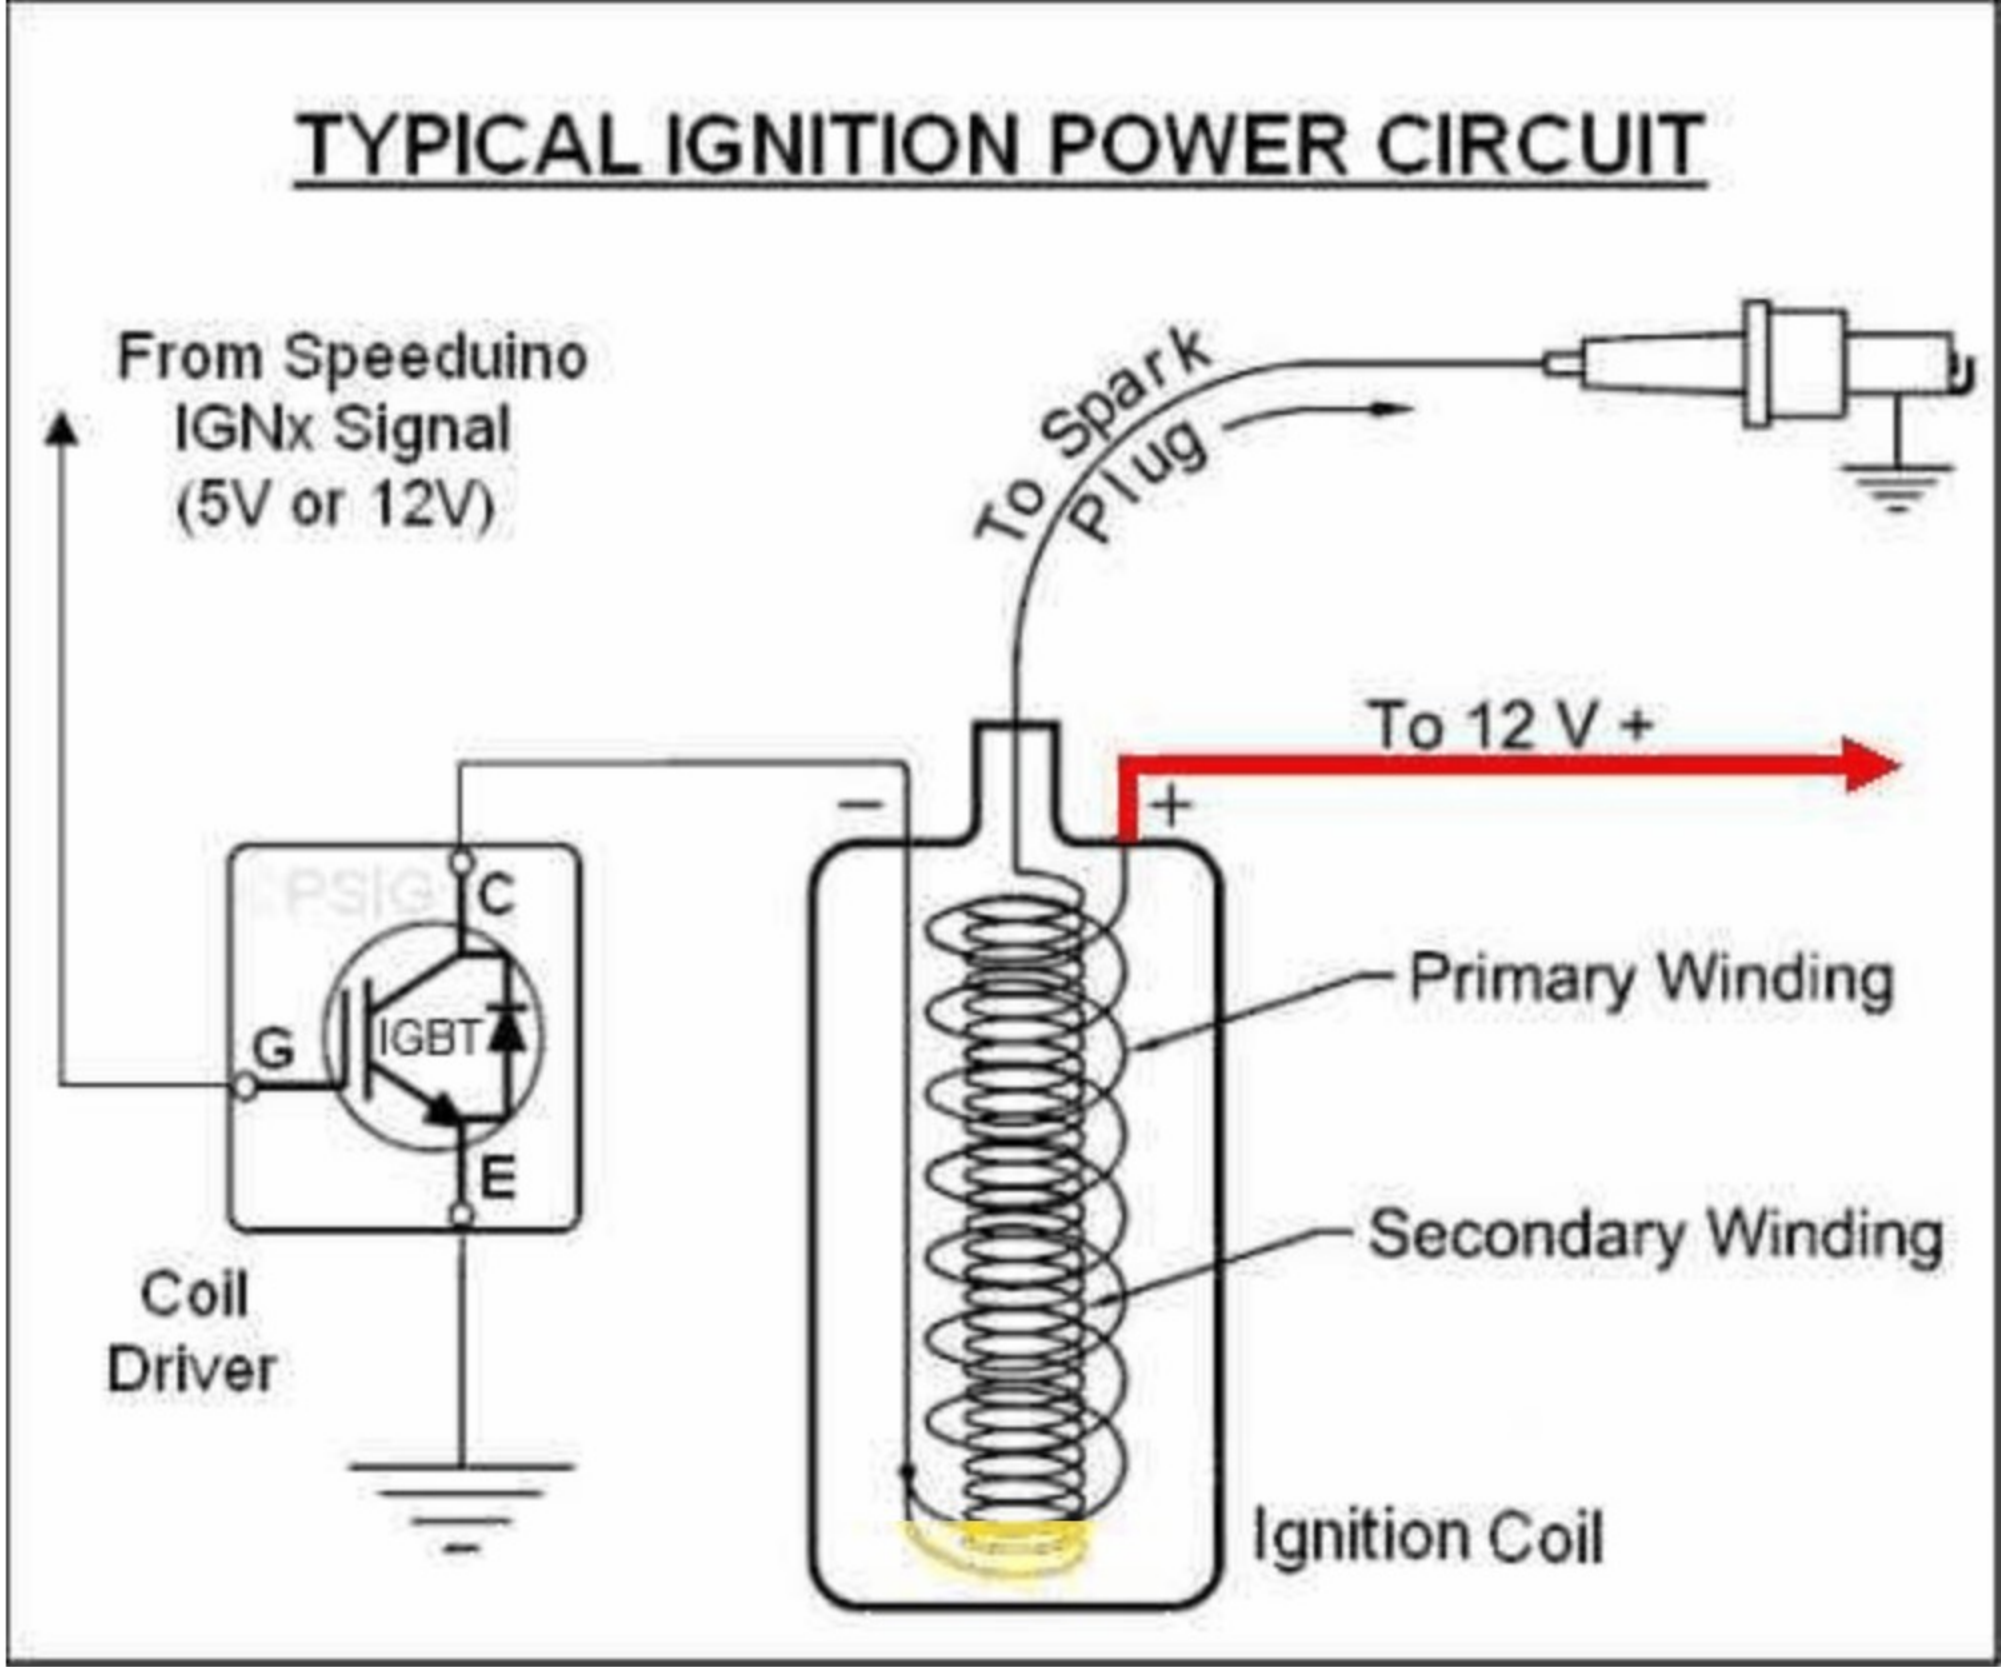 TYPICAL IGNITION POWER CIRCUIT
From Speeduino
IGNx Signal
(5V or 12V)
To Spark
Plug
To 12 V +
−
+
PSIG
C
G
IGBT
E
Primary Winding
Secondary Winding
Coil
Driver
Ignition Coil